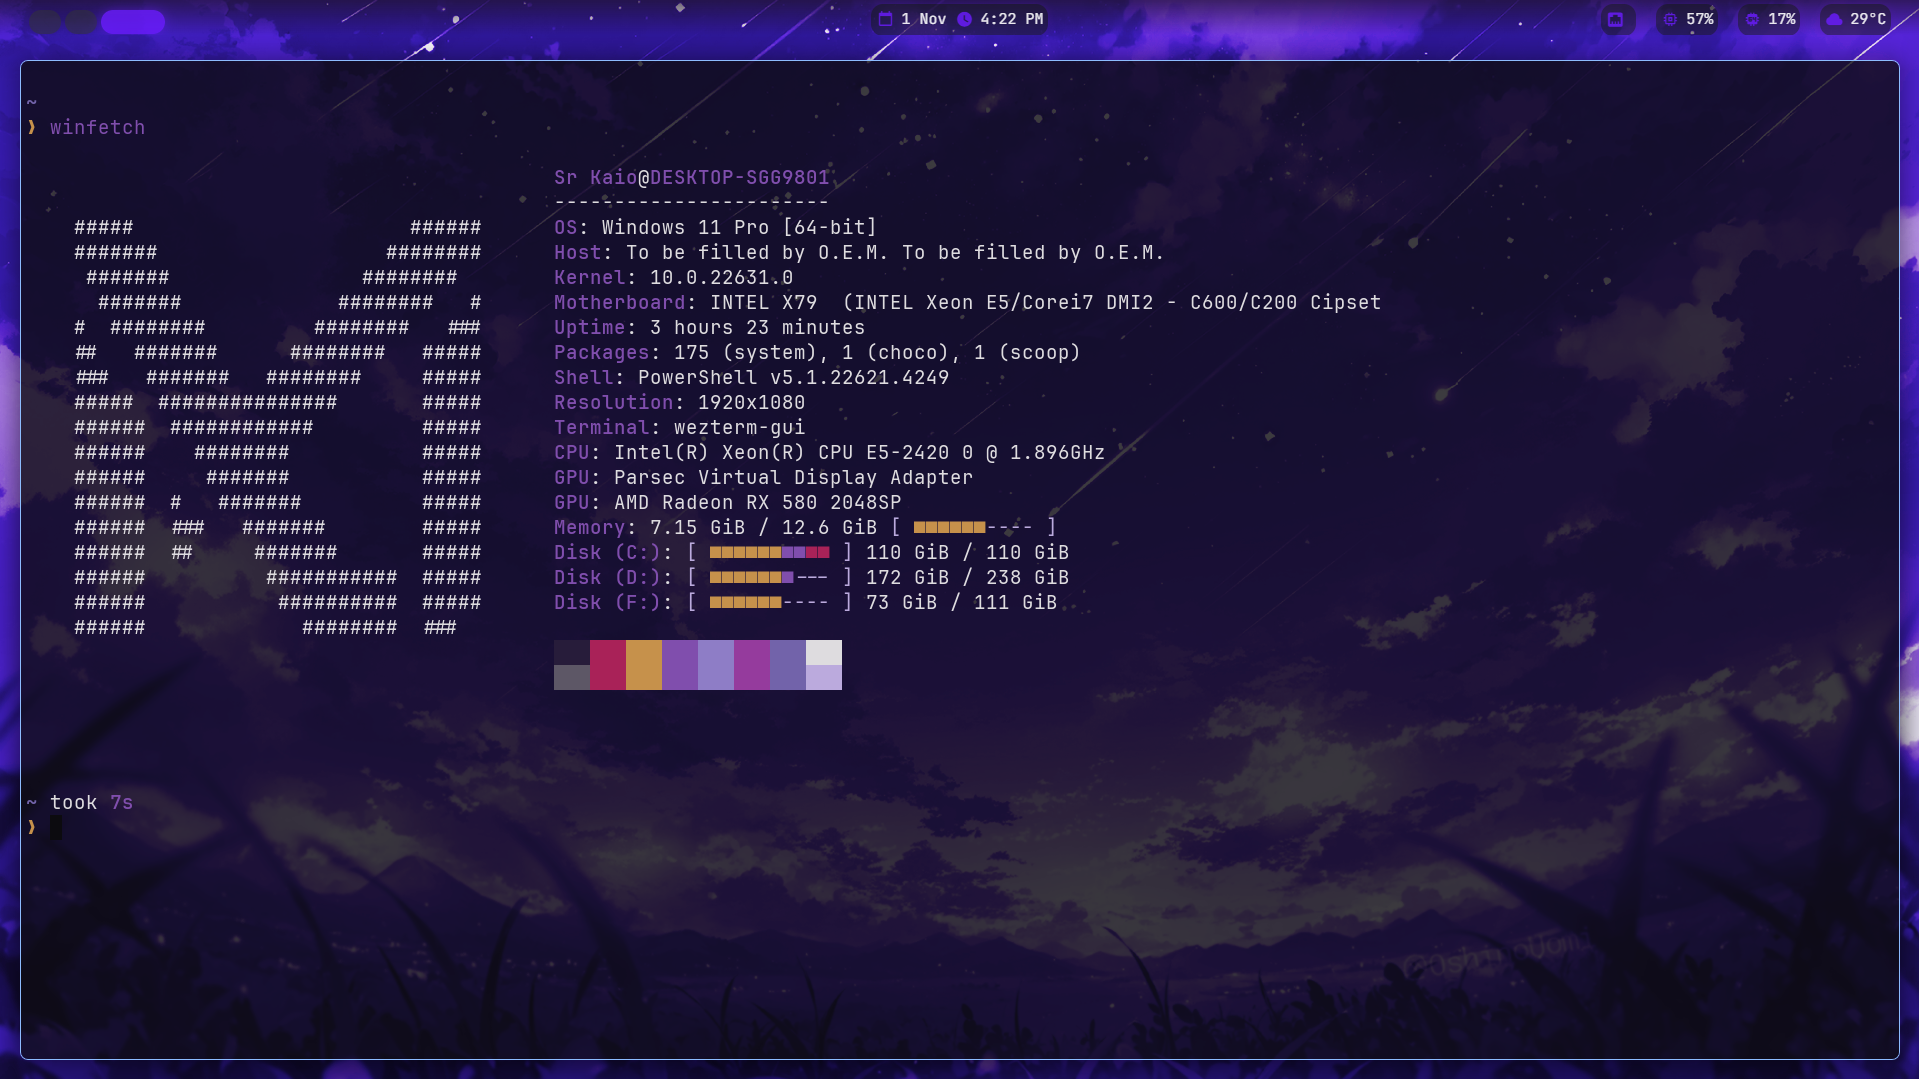 1 Nov 4:22 PM 57% 17% 29°C
~
❯ winfetch
Sr Kaio@DESKTOP-SGG9801
-----------------------
OS: Windows 11 Pro [64-bit]
Host: To be filled by O.E.M. To be filled by O.E.M.
Kernel: 10.0.22631.0
Motherboard: INTEL X79  (INTEL Xeon E5/Corei7 DMI2 - C600/C200 Cipset
Uptime: 3 hours 23 minutes
Packages: 175 (system), 1 (choco), 1 (scoop)
Shell: PowerShell v5.1.22621.4249
Resolution: 1920x1080
Terminal: wezterm-gui
CPU: Intel(R) Xeon(R) CPU E5-2420 0 @ 1.896GHz
GPU: Parsec Virtual Display Adapter
GPU: AMD Radeon RX 580 2048SP
Memory: 7.15 GiB / 12.6 GiB [ ■■■■■■---- ]
Disk (C:): [ ■■■■■■■■■■ ] 110 GiB / 110 GiB
Disk (D:): [ ■■■■■■■--- ] 172 GiB / 238 GiB
Disk (F:): [ ■■■■■■---- ] 73 GiB / 111 GiB
~ took 7s
❯